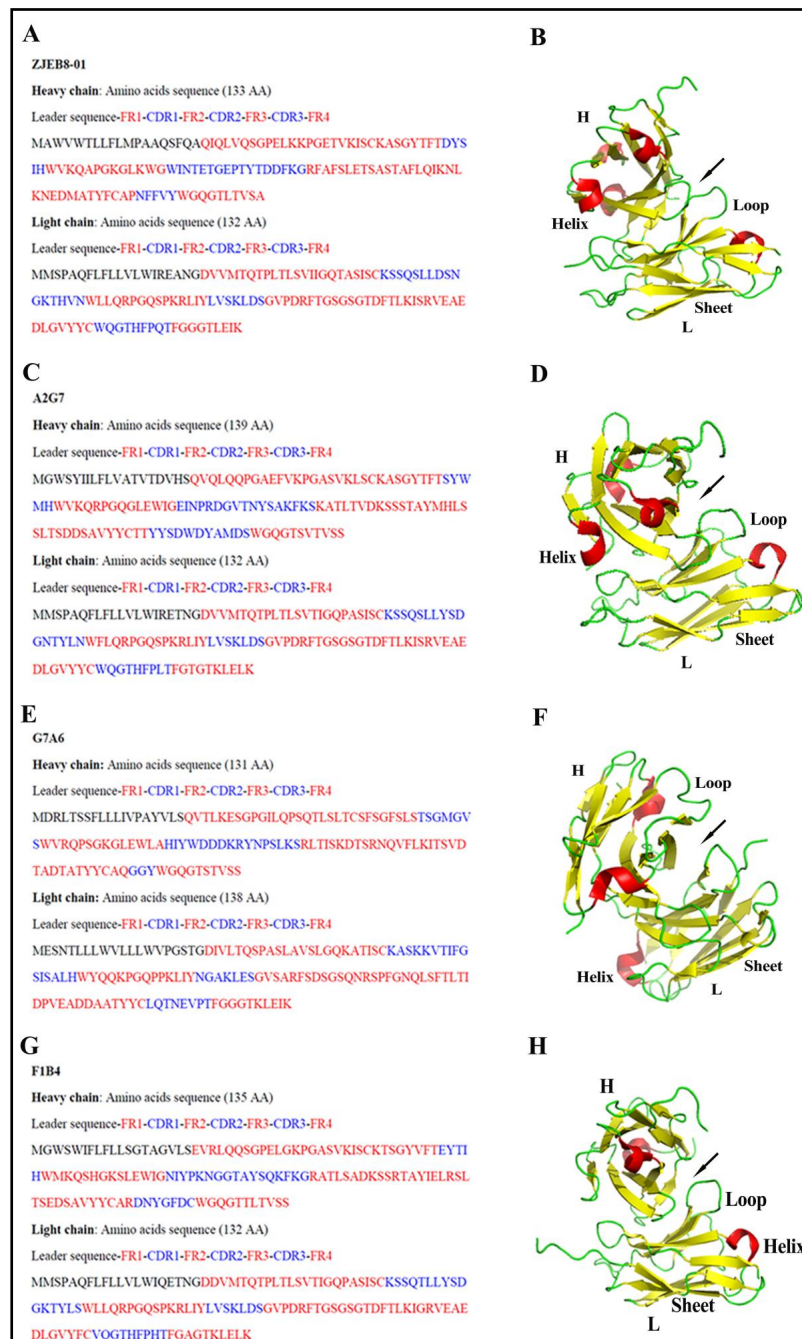 A
ZJEB8-01
Heavy chain: Amino acids sequence (133 AA)
Leader sequence-FR1-CDR1-FR2-CDR2-FR3-CDR3-FR4
MAWVWTLLFLMPAAQSFQAQIQLVQSGPELKKPGETVKISCKASGYTFTDYS
IHWVKQAPGKGLKWGWINTETGEPTYTDDFKGRFAFSLETSASTAFLQIKNL
KNEDMATYFCAPNFFVYWGQGTLTVSA
Light chain: Amino acids sequence (132 AA)
Leader sequence-FR1-CDR1-FR2-CDR2-FR3-CDR3-FR4
MMSPAQFLFLLVLWIREANGDVVMTQTPLTLSVIIGQTASISCKSSQSLLDSN
GKTHVNWLLQRPGQSPKRLIYLVSKLDSGVPDRFTGSGSGTDFTLKISRVEAE
DLGVYYCWQGTHFPQTFGGGTLEIK
B
H
Loop
Helix
Sheet
L
C
A2G7
Heavy chain: Amino acids sequence (139 AA)
Leader sequence-FR1-CDR1-FR2-CDR2-FR3-CDR3-FR4
MGWSYIILFLVATVTDVHSQVQLQQPGAEFVKPGASVKLSCKASGYTFTSYW
MHWVKQRPGQGLEWIGEINPRDGVTNYSAKFKSKATLTVDKSSSTAYMHLS
SLTSDDSAVYYCTTYYSDWDYAMDSWGQGTSVTVSS
Light chain: Amino acids sequence (132 AA)
Leader sequence-FR1-CDR1-FR2-CDR2-FR3-CDR3-FR4
MMSPAQFLFLLVLWIRETNGDVVMTQTPLTLSVTIGQPASISCKSSQSLLYSD
GNTYLNWFLQRPGQSPKRLIYLVSKLDSGVPDRFTGSGSGTDFTLKISRVEAE
DLGVYYCWQGTHFPLTFGTGTKLELK
D
H
Loop
Helix
Sheet
L
E
G7A6
Heavy chain: Amino acids sequence (131 AA)
Leader sequence-FR1-CDR1-FR2-CDR2-FR3-CDR3-FR4
MDRLTSSFLLLIVPAYVLSQVTLKESGPGILQPSQTLSLTCSFSGFSLSTSGMGV
SWVRQPSGKGLEWLAHIYWDDDKRYNPSLKSRLTISKDTSRNQVFLKITSVD
TADTATYYCAQGGYWGQGTSTVSS
Light chain: Amino acids sequence (138 AA)
Leader sequence-FR1-CDR1-FR2-CDR2-FR3-CDR3-FR4
MESNTLLLWVLLLWVPGSTGDIVLTQSPASLAVSLGQKATISCKASKKVTIFG
SISALHWYQQKPGQPPKLIYNGAKLESGVSARFSDSGSQNRSPFGNQLSFTLTI
DPVEADDAATYYCLQTNEVPTFGGGTKLEIK
F
H
Loop
Helix
Sheet
L
G
F1B4
Heavy chain: Amino acids sequence (135 AA)
Leader sequence-FR1-CDR1-FR2-CDR2-FR3-CDR3-FR4
MGWSWIFLFLLSGTAGVLSEVRLQQSGPELGKPGASVKISCKTSGYVFTEYTI
HWMKQSHGKSLEWIGNIYPKNGGTAYSQKFKGRATLSADKSSRTAYIELRSL
TSEDSAVYYCARDNYGFDCWGQGTTLTVSS
Light chain: Amino acids sequence (132 AA)
Leader sequence-FR1-CDR1-FR2-CDR2-FR3-CDR3-FR4
MMSPAQFLFLLVLWIQETNGDDVMTQTPLTLSVTIGQPASISCKSSQTLLYSD
GKTYLSWLLQRPGQSPKRLIYLVSKLDSGVPDRFTGSGSGTDFTLKIGRVEAE
DLGVYFCVQGTHFPHTFGAGTKLELK
H
H
Loop
Helix
Sheet
L